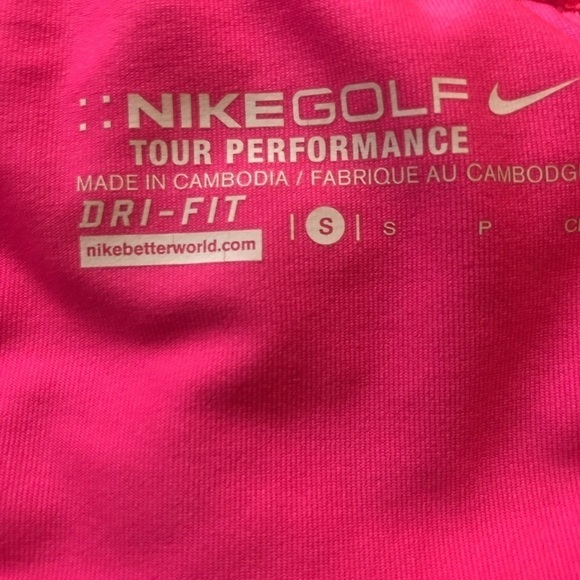 :: NIKEGOLF
TOUR PERFORMANCE
MADE IN CAMBODIA / FABRIQUE AU CAMBODG
DRI-FIT
nikebetterworld.com
| S | S P